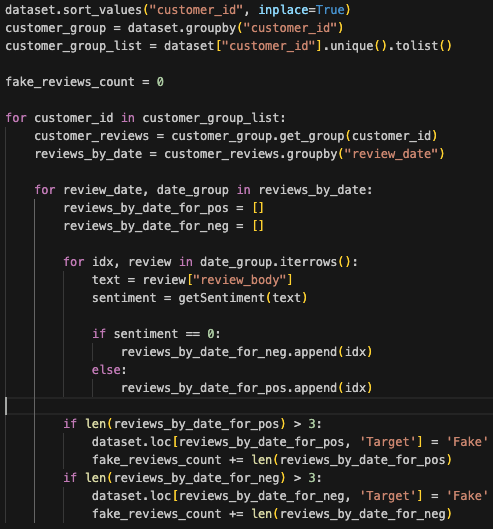 dataset.sort_values("customer_id", inplace=True)
customer_group = dataset.groupby("customer_id")
customer_group_list = dataset["customer_id"].unique().tolist()

fake_reviews_count = 0

for customer_id in customer_group_list:
    customer_reviews = customer_group.get_group(customer_id)
    reviews_by_date = customer_reviews.groupby("review_date")

    for review_date, date_group in reviews_by_date:
        reviews_by_date_for_pos = []
        reviews_by_date_for_neg = []

        for idx, review in date_group.iterrows():
            text = review["review_body"]
            sentiment = getSentiment(text)

            if sentiment == 0:
                reviews_by_date_for_neg.append(idx)
            else:
                reviews_by_date_for_pos.append(idx)

        if len(reviews_by_date_for_pos) > 3:
            dataset.loc[reviews_by_date_for_pos, 'Target'] = 'Fake'
            fake_reviews_count += len(reviews_by_date_for_pos)
        if len(reviews_by_date_for_neg) > 3:
            dataset.loc[reviews_by_date_for_neg, 'Target'] = 'Fake'
            fake_reviews_count += len(reviews_by_date_for_neg)